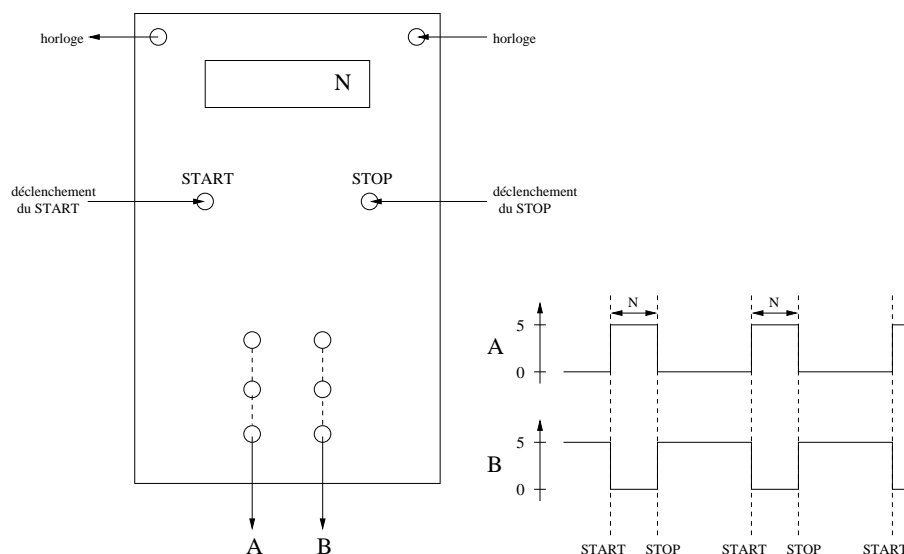 horloge
horloge
N
START
STOP
déclenchement
du START
déclenchement
du STOP
N
N
A
5
0
B
5
0
A
B
START
STOP
START
STOP
START